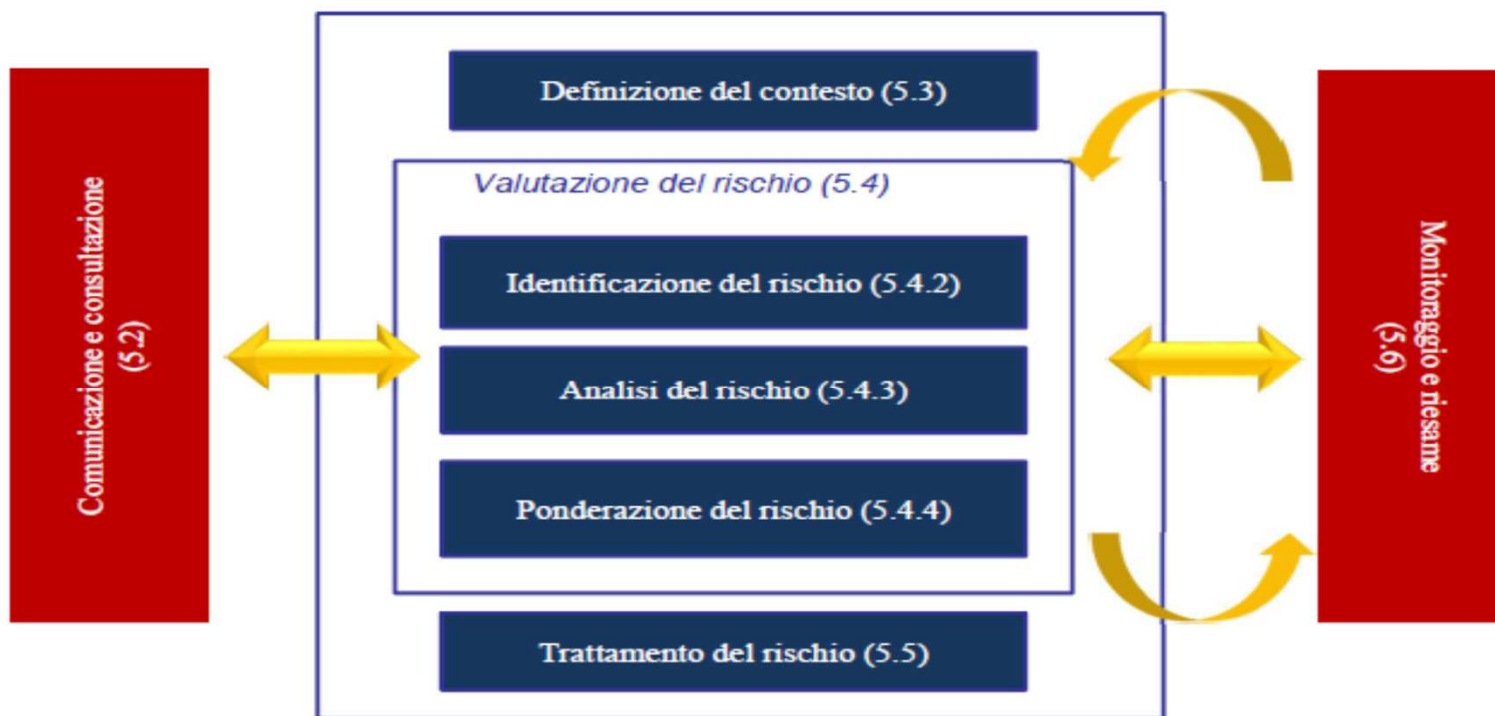 Comunicazione e consultazione
(5.2)
Definizione del contesto (5.3)
Valutazione del rischio (5.4)
Identificazione del rischio (5.4.2)
Analisi del rischio (5.4.3)
Ponderazione del rischio (5.4.4)
Trattamento del rischio (5.5)
Monitoraggio e riesame
(5.6)